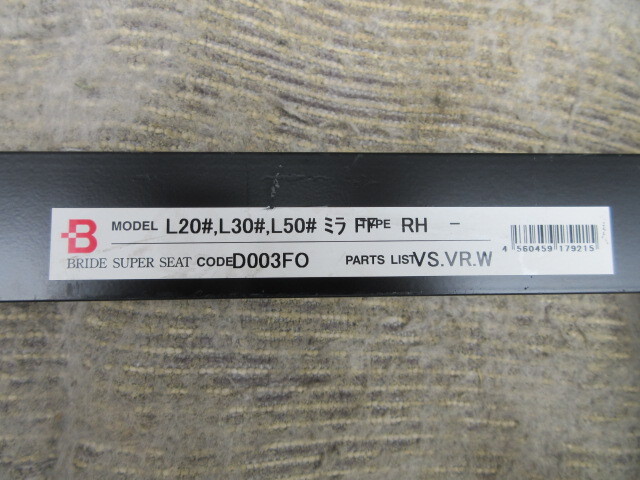 B
MODEL L20#,L30#,L50# ミラ FF TYPE RH -
BRIDE SUPER SEAT CODE D003FO PARTS LIST VS.VR.W
4 560459 179215